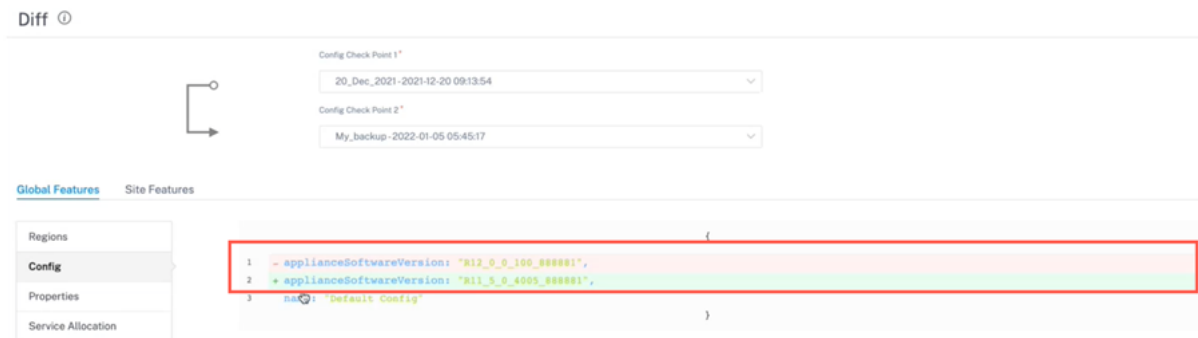 Diff
Config Check Point 1*
20_Dec_2021-2021-12-20 09:13:54
Config Check Point 2*
My_backup-2022-01-05 05:45:17
Global Features Site Features
Regions
Config
Properties
Service Allocation
{
1 - applianceSoftwareVersion: "R12_0_0_100_888881",
2 + applianceSoftwareVersion: "R11_5_0_4005_888881",
3 : "Default Config"
}